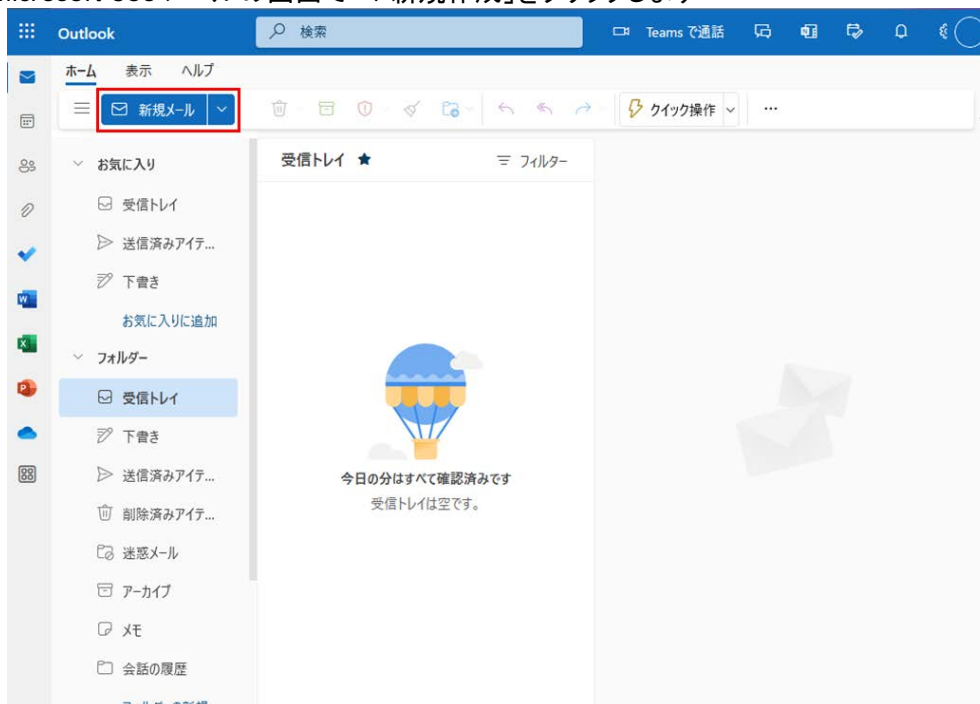 Outlook
検索
Teams で通話
ホーム 表示 ヘルプ
新規メール
クイック操作
お気に入り
受信トレイ
送信済みアイテ...
下書き
お気に入りに追加
フォルダー
受信トレイ
下書き
送信済みアイテ...
削除済みアイテ...
迷惑メール
アーカイブ
メモ
会話の履歴
受信トレイ ★
フィルター
今日の分はすべて確認済みです
受信トレイは空です。